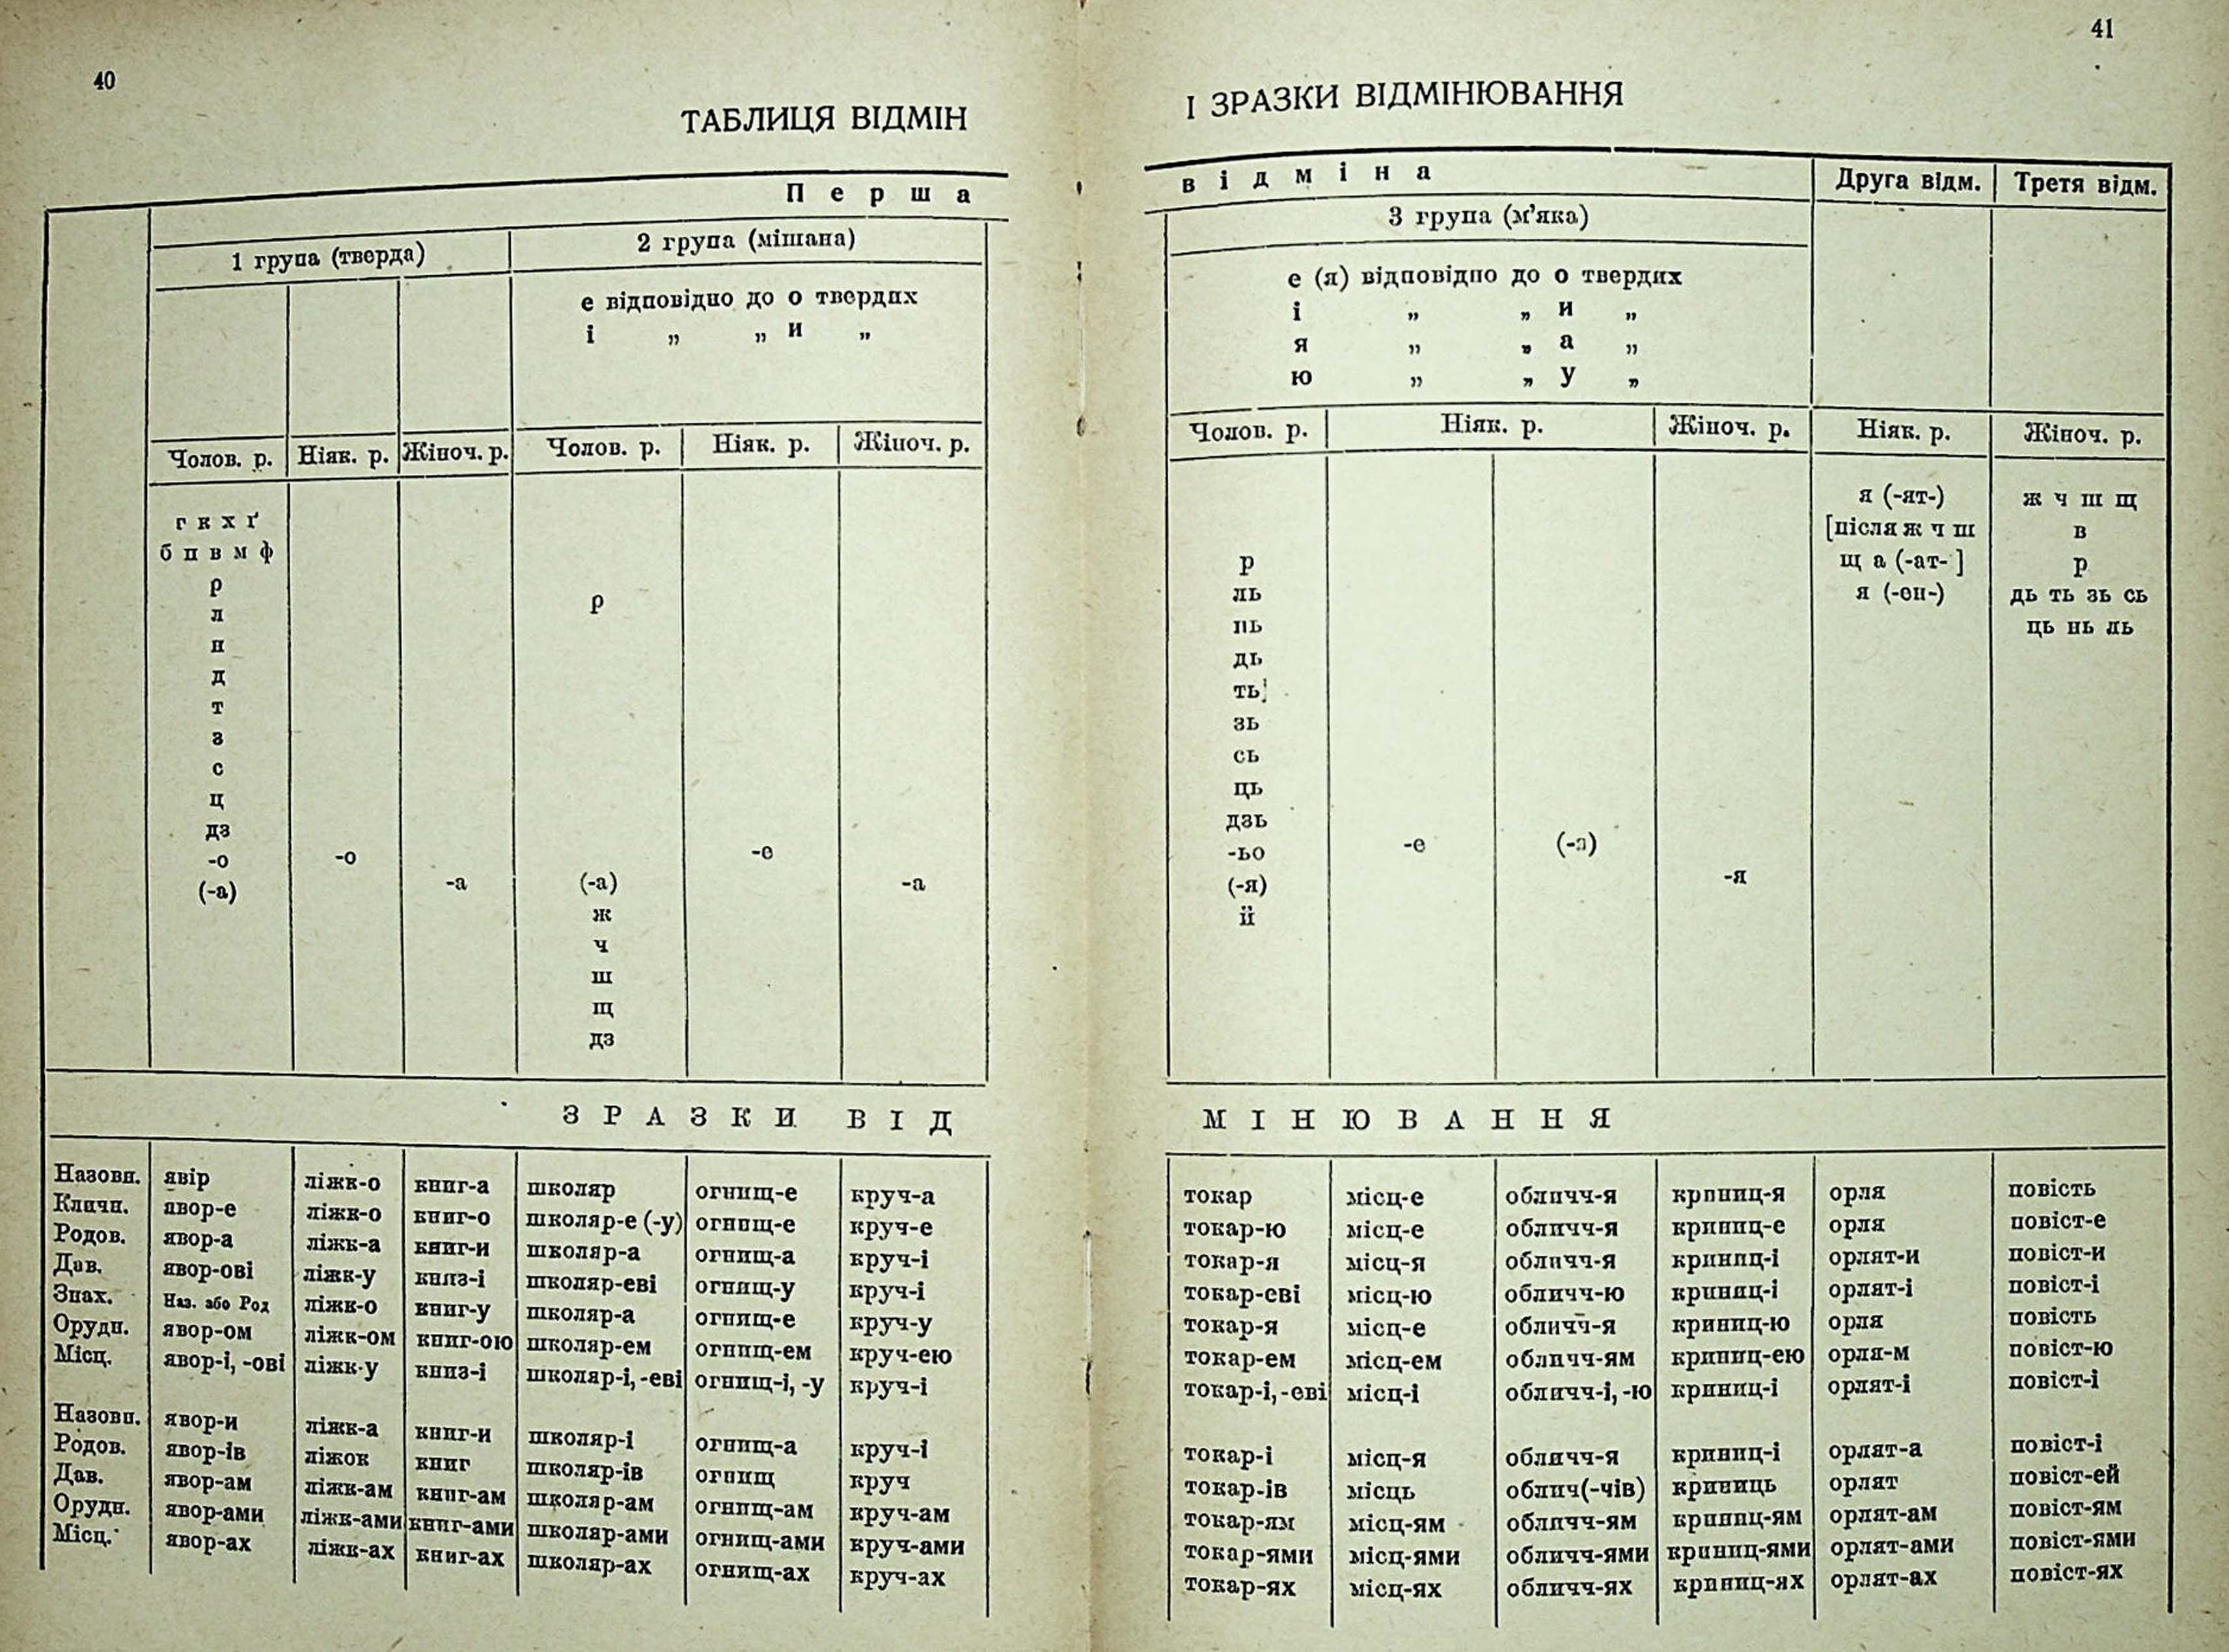 40
ТАБЛИЦЯ ВІДМІН
Перша
1 група (тверда) 2 група (мішана)
е відповідно до о твердих
і „ „ и „
Чолов. р. Ніяк. р. Жіноч. р. Чолов. р. Ніяк. р. Жіноч. р.
г к х ґ
б п в м ф
р р
л
н
д
т
з
с
ц
дз
-о -о -е
(-а) -а (-а) -а
ж
ч
ш
щ
дз
ЗРАЗКИ ВІД
Назовн. явір ліжк-о книг-а школяр огнищ-е круч-а
Кличн. явор-е ліжк-о книг-о школяр-е (-у) огнищ-е круч-е
Родов. явор-а ліжк-а книг-и школяр-а огнищ-а круч-і
Дав. явор-ові ліжк-у книз-і школяр-еві огнищ-у круч-і
Знах. Наз. або Род ліжк-о книг-у школяр-а огнищ-е круч-у
Орудн. явор-ом ліжк-ом книг-ою школяр-ем огнищ-ем круч-ею
Місц. явор-і, -ові ліжк-у книз-і школяр-і, -еві огнищ-і, -у круч-і
Назовн. явор-и ліжк-а книг-и школяр-і огнищ-а круч-і
Родов. явор-ів ліжок книг школяр-ів огнищ круч
Дав. явор-ам ліжк-ам книг-ам школяр-ам огнищ-ам круч-ам
Орудн. явор-ами ліжк-ами книг-ами школяр-ами огнищ-ами круч-ами
Місц. явор-ах ліжк-ах книг-ах школяр-ах огнищ-ах круч-ах
41
І ЗРАЗКИ ВІДМІНЮВАННЯ
відміна Друга відм. Третя відм.
3 група (м’яка)
е (я) відповідно до о твердих
і „ „ и „
я „ „ а „
ю „ „ у „
Чолов. р. Ніяк. р. Жіноч. р. Ніяк. р. Жіноч. р.
я (-ят-) ж ч ш щ
[після ж ч ш в
р щ а (-ат-] р
ль я (-ен-) дь ть зь сь
нь ць нь ль
дь
ть
зь
сь
ць
дзь
-ьо -е (-я)
(-я) -я
й
МІНЮВАННЯ
токар місц-е обличч-я криниц-я орля повість
токар-ю місц-е обличч-я криниц-е орля повіст-е
токар-я місц-я обличч-я криниц-і орлят-и повіст-и
токар-еві місц-ю обличч-ю криниц-і орлят-і повіст-і
токар-я місц-е обличч-я криниц-ю орля повість
токар-ем місц-ем обличч-ям криниц-ею орля-м повіст-ю
токар-і, -еві місц-і обличч-і, -ю криниц-і орлят-і повіст-і
токар-і місц-я обличч-я криниц-і орлят-а повіст-і
токар-ів місць облич(-чів) криниць орлят повіст-ей
токар-ям місц-ям обличч-ям криниц-ям орлят-ам повіст-ям
токар-ями місц-ями обличч-ями криниц-ями орлят-ами повіст-ями
токар-ях місц-ях обличч-ях криниц-ях орлят-ах повіст-ях